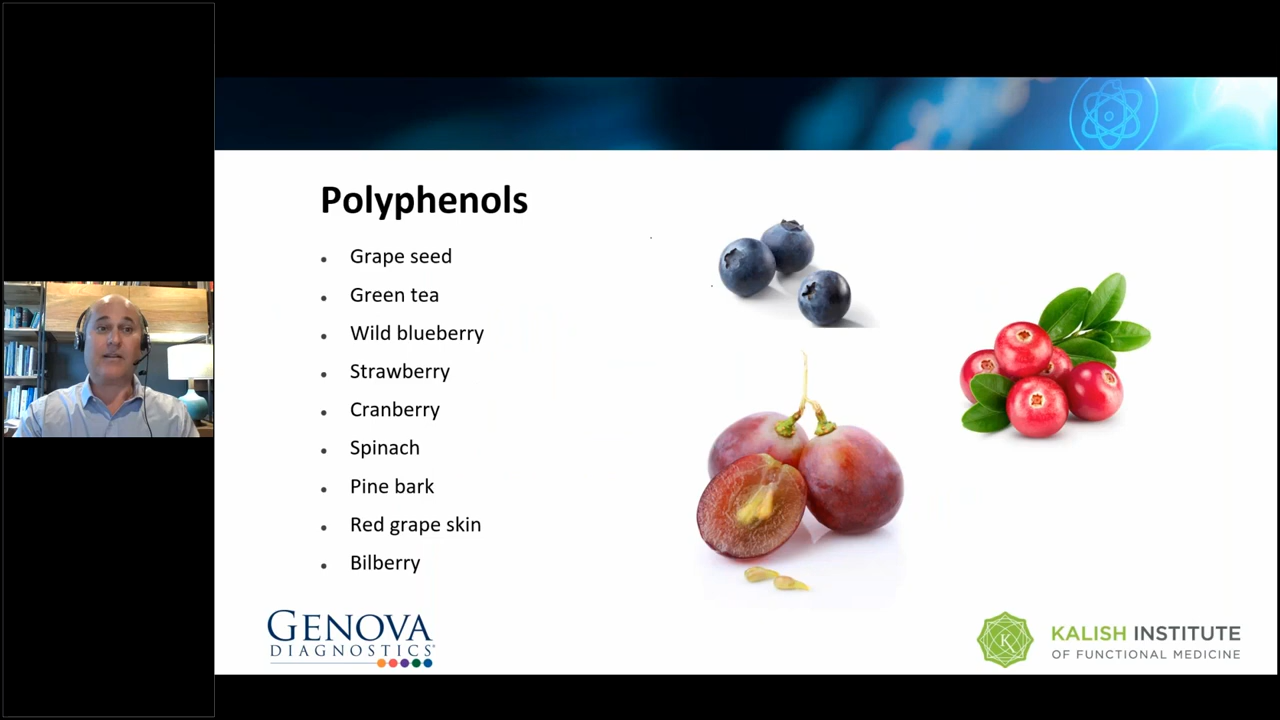 Polyphenols
Grape seed
Green tea
Wild blueberry
Strawberry
Cranberry
Spinach
Pine bark
Red grape skin
Bilberry
GENOVA
DIAGNOSTICS
K
KALISH INSTITUTE
OF FUNCTIONAL MEDICINE